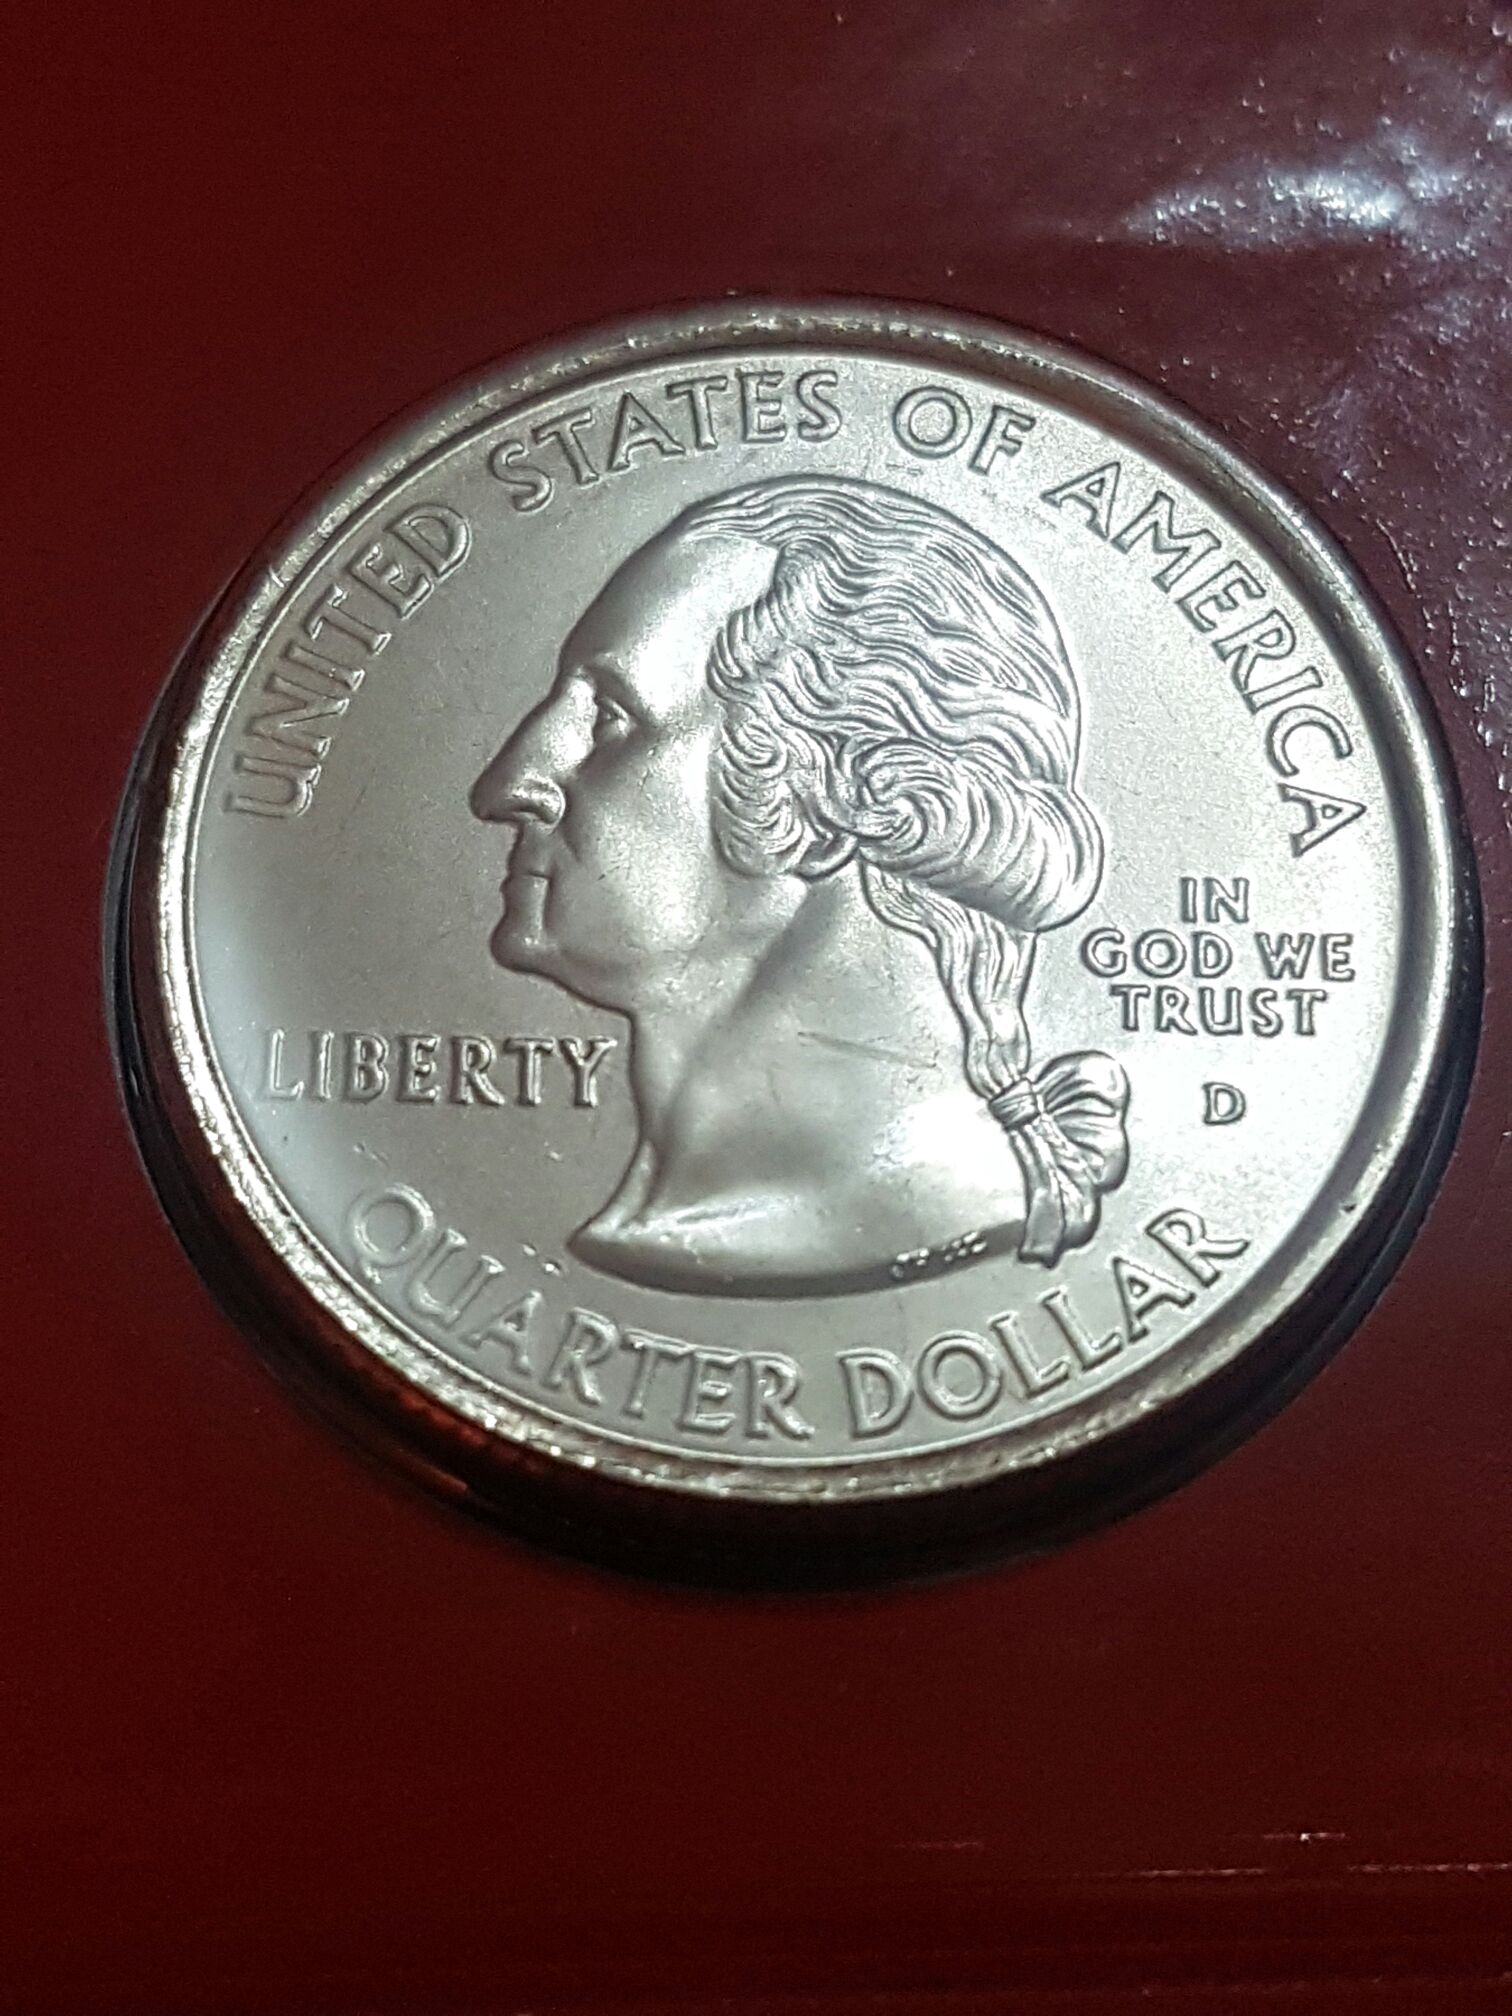 UNITED STATES OF AMERICA
IN
GOD WE
TRUST
LIBERTY
D
QUARTER DOLLAR